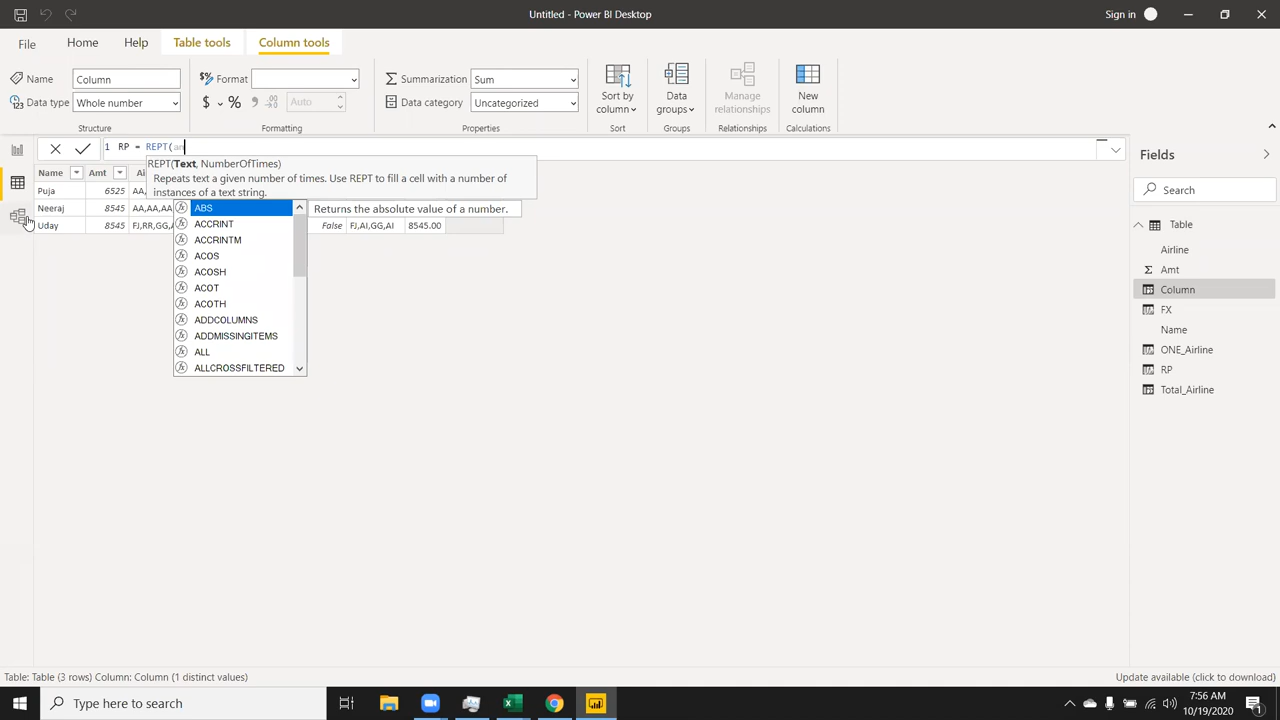 Untitled - Power BI Desktop
Sign in
File
Home
Help
Table tools
Column tools
Name
Column
Format
Summarization
Sum
Data type
Whole number
$
%
Auto
Data category
Uncategorized
Sort by column
Data groups
Manage relationships
New column
Structure
Formatting
Properties
Sort
Groups
Relationships
Calculations
1 RP = REPT(an
REPT(Text, NumberOfTimes)
Repeats text a given number of times. Use REPT to fill a cell with a number of
instances of a text string.
Name Amt
Puja 6525
Neeraj 8545 AA,AA,AA
Uday 8545 FJ,RR,GG,A
False FJ,AI,GG,AI 8545.00
ABS
Returns the absolute value of a number.
ACCRINT
ACCRINTM
ACOS
ACOSH
ACOT
ACOTH
ADDCOLUMNS
ADDMISSINGITEMS
ALL
ALLCROSSFILTERED
Fields
Search
Table
Airline
Amt
Column
FX
Name
ONE_Airline
RP
Total_Airline
Table: Table (3 rows) Column: Column (1 distinct values)
Update available (click to download)
Type here to search
7:56 AM
10/19/2020